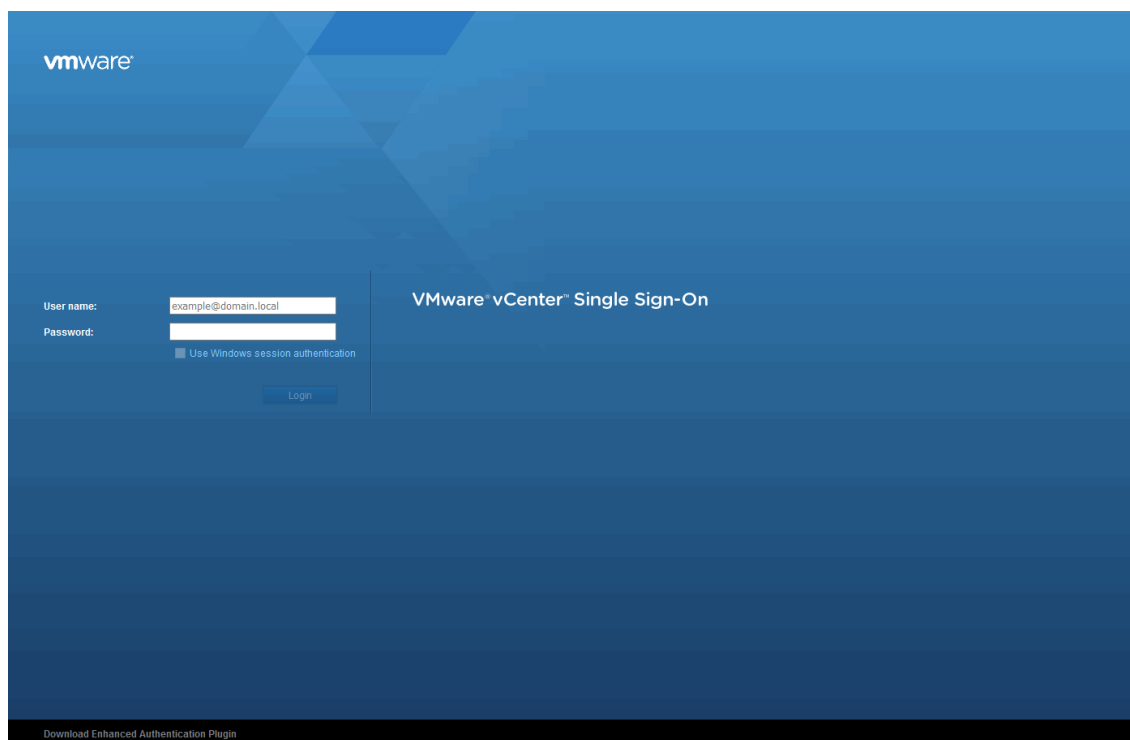 vmware®
User name:
example@domain.local
VMware® vCenter™ Single Sign-On
Password:
Use Windows session authentication
Login
Download Enhanced Authentication Plugin